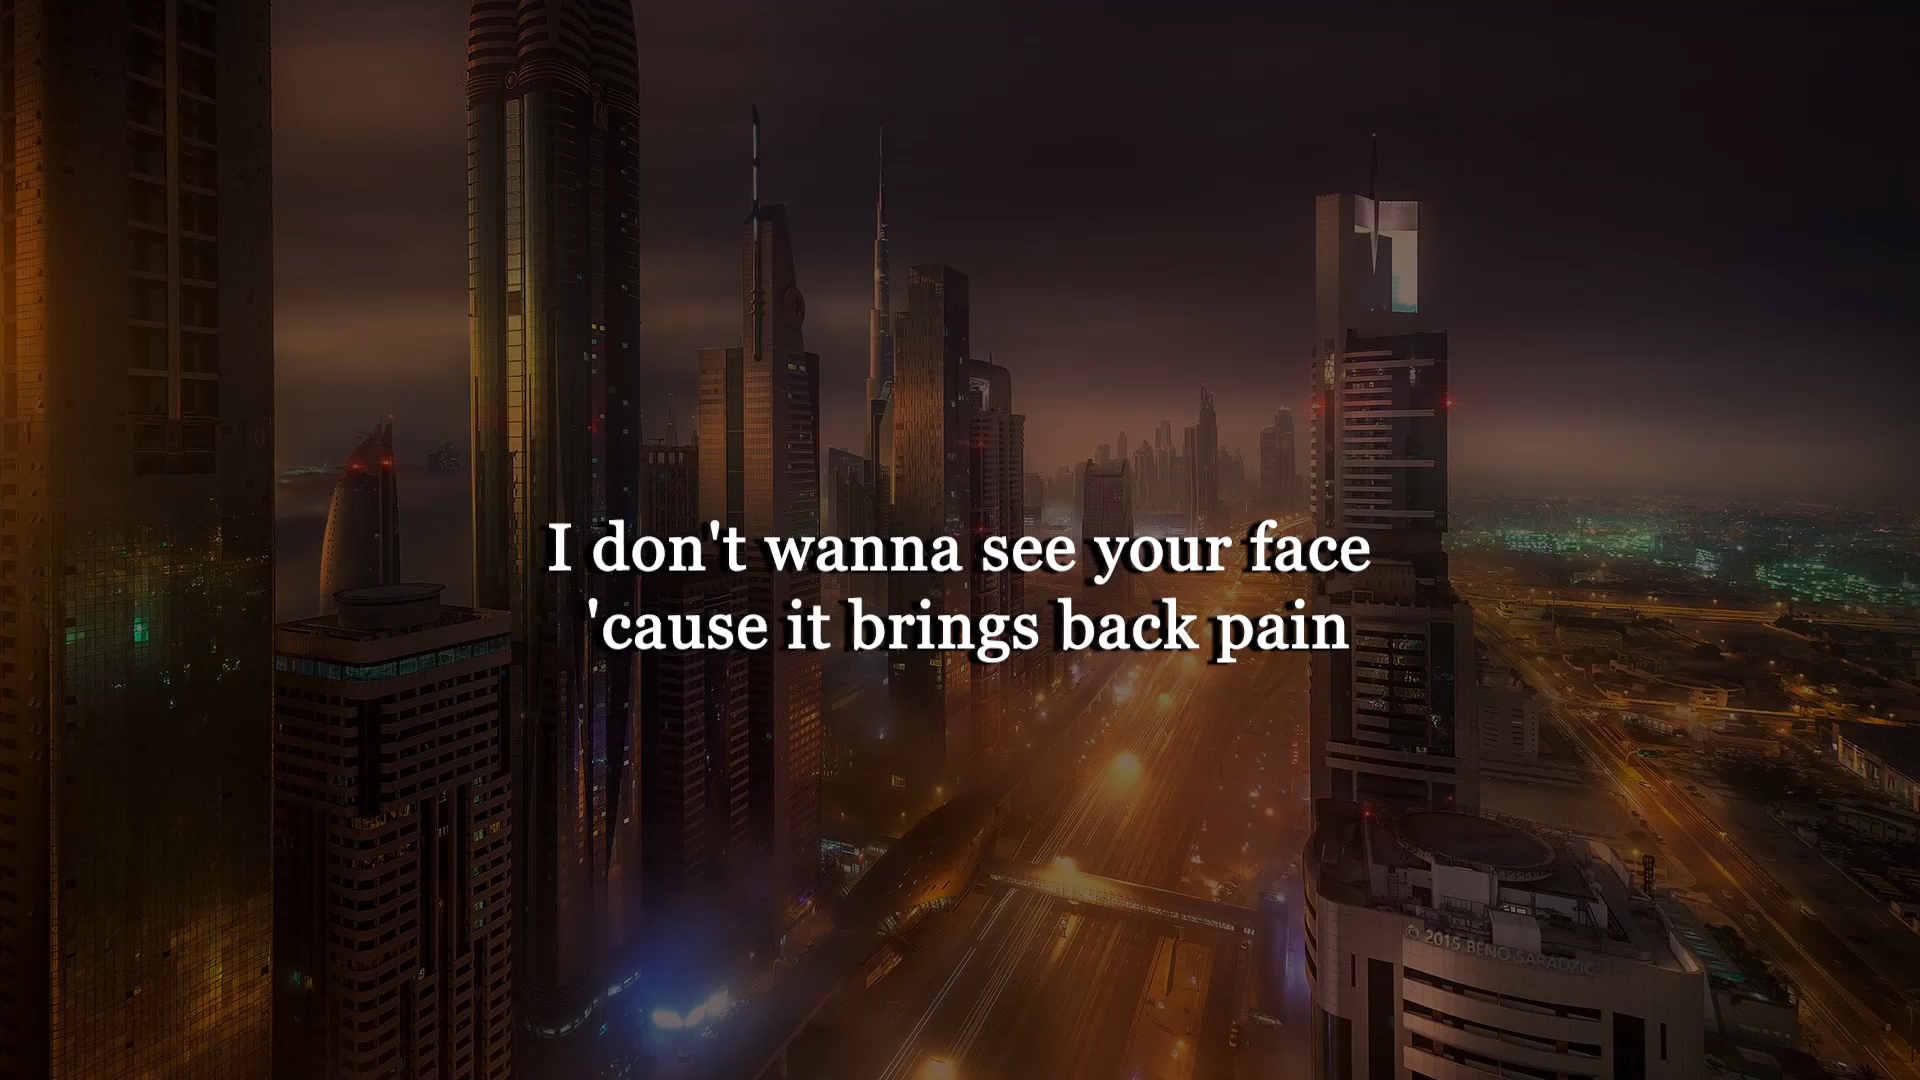 I don't wanna see your face
'cause it brings back pain
© 2015 BENO SARADZIC